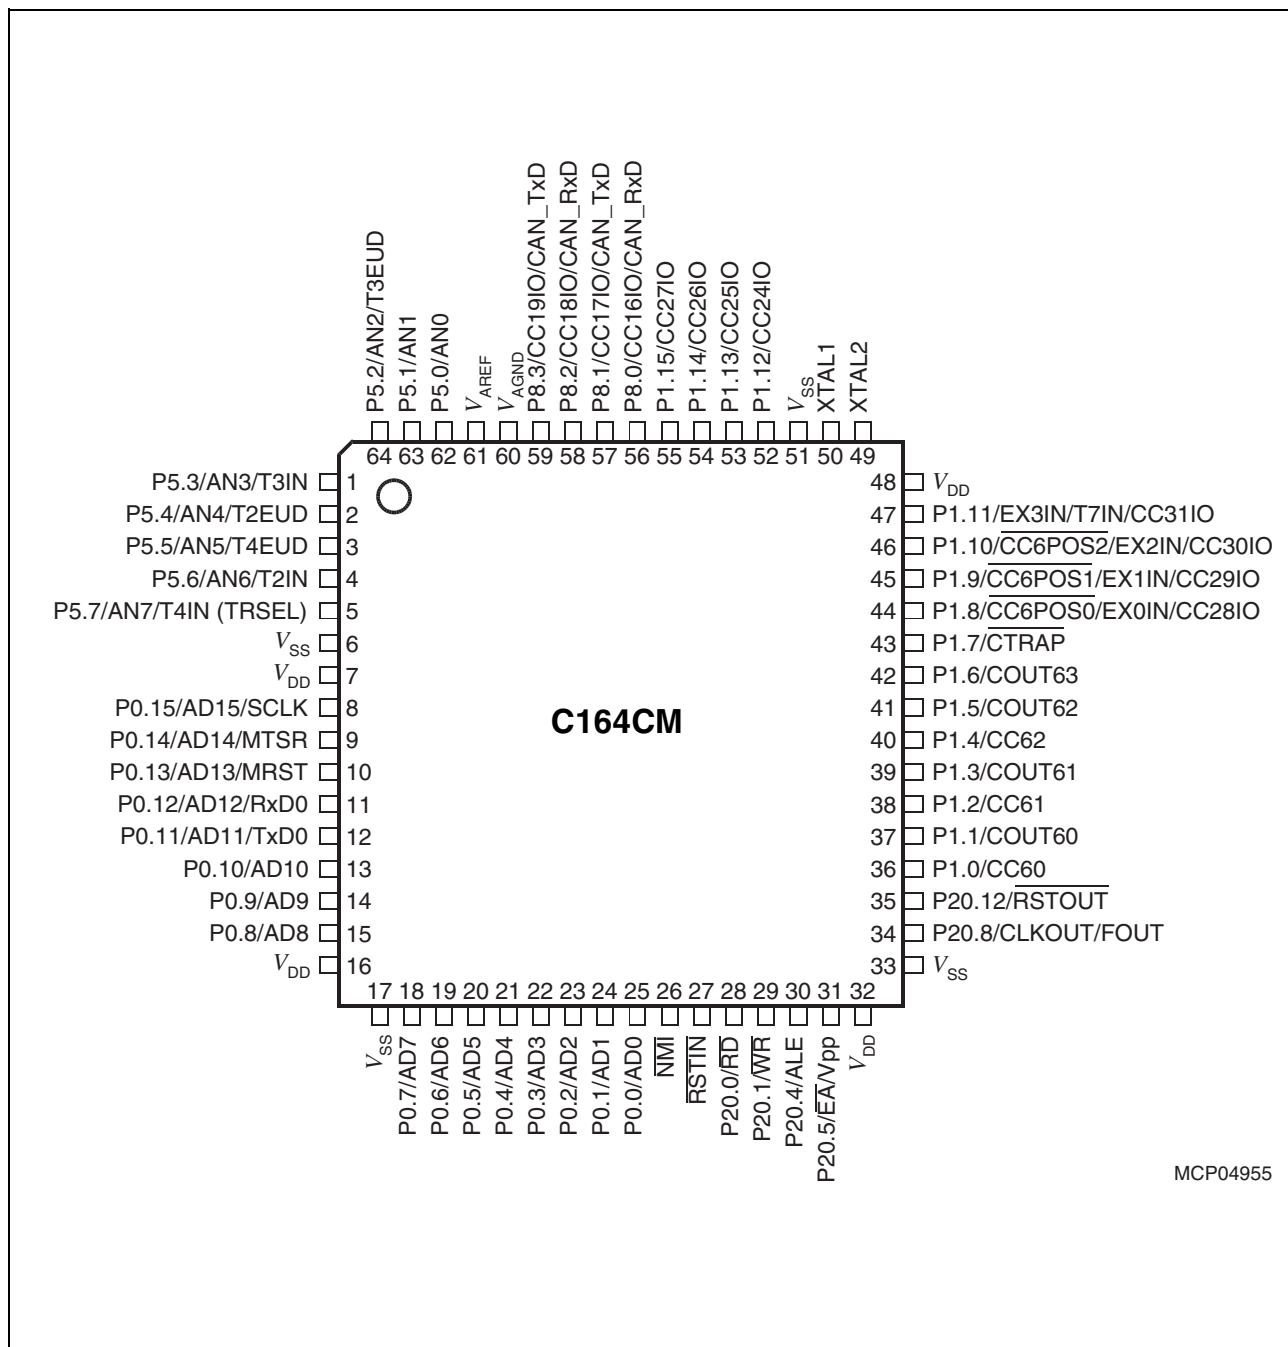 P5.2/AN2/T3EUD
P5.1/AN1
P5.0/AN0
VAREF
VAGND
P8.3/CC19IO/CAN_TxD
P8.2/CC18IO/CAN_RxD
P8.1/CC17IO/CAN_TxD
P8.0/CC16IO/CAN_RxD
P1.15/CC27IO
P1.14/CC26IO
P1.13/CC25IO
P1.12/CC24IO
VSS
XTAL1
XTAL2
64 63 62 61 60 59 58 57 56 55 54 53 52 51 50 49
P5.3/AN3/T3IN 1
P5.4/AN4/T2EUD 2
P5.5/AN5/T4EUD 3
P5.6/AN6/T2IN 4
P5.7/AN7/T4IN (TRSEL) 5
VSS 6
VDD 7
P0.15/AD15/SCLK 8
P0.14/AD14/MTSR 9
P0.13/AD13/MRST 10
P0.12/AD12/RxD0 11
P0.11/AD11/TxD0 12
P0.10/AD10 13
P0.9/AD9 14
P0.8/AD8 15
VDD 16
C164CM
48 VDD
47 P1.11/EX3IN/T7IN/CC31IO
46 P1.10/CC6POS2/EX2IN/CC30IO
45 P1.9/CC6POS1/EX1IN/CC29IO
44 P1.8/CC6POS0/EX0IN/CC28IO
43 P1.7/CTRAP
42 P1.6/COUT63
41 P1.5/COUT62
40 P1.4/CC62
39 P1.3/COUT61
38 P1.2/CC61
37 P1.1/COUT60
36 P1.0/CC60
35 P20.12/RSTOUT
34 P20.8/CLKOUT/FOUT
33 VSS
17 18 19 20 21 22 23 24 25 26 27 28 29 30 31 32
VSS
P0.7/AD7
P0.6/AD6
P0.5/AD5
P0.4/AD4
P0.3/AD3
P0.2/AD2
P0.1/AD1
P0.0/AD0
NMI
RSTIN
P20.0/RD
P20.1/WR
P20.4/ALE
P20.5/EA/Vpp
VDD
MCP04955